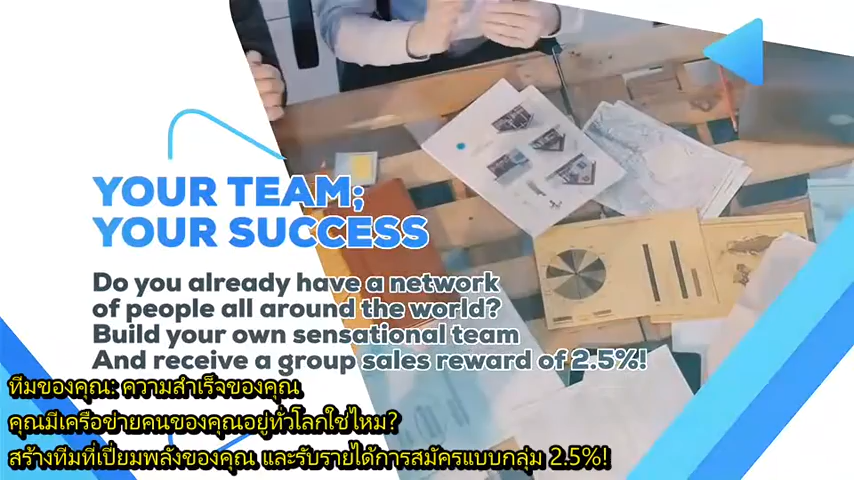 YOUR TEAM;
YOUR SUCCESS
Do you already have a network
of people all around the world?
Build your own sensational team
And receive a group sales reward of 2.5%!
ทีมของคุณ: ความสำเร็จของคุณ
คุณมีเครือข่ายคนของคุณอยู่ทั่วโลกใช่ไหม?
สร้างทีมที่เปี่ยมพลังของคุณ และรับรายได้การสมัครแบบกลุ่ม 2.5%!